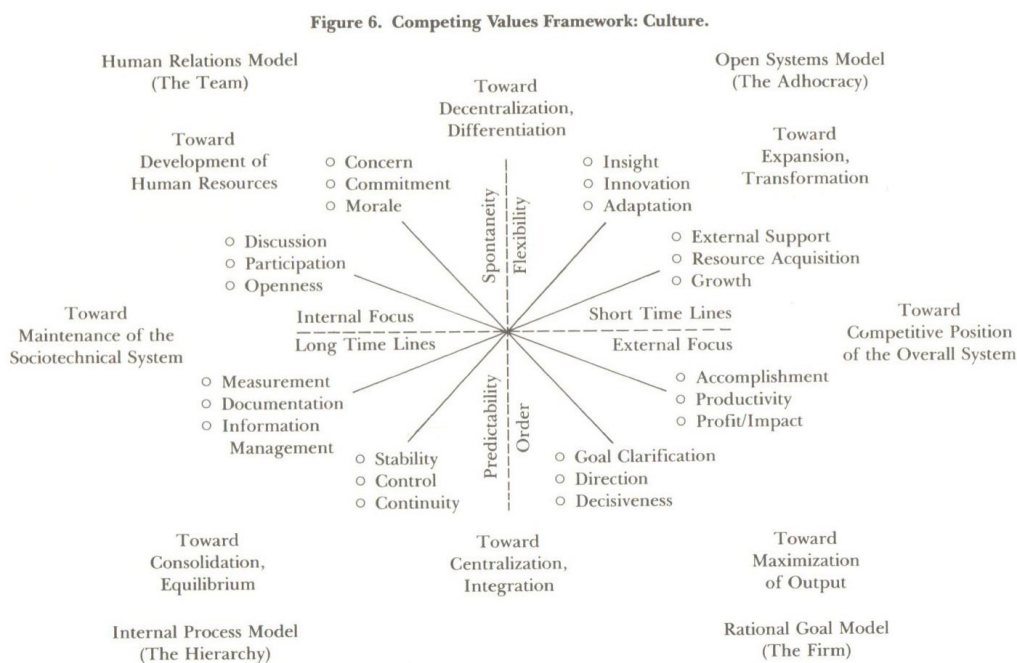 Figure 6. Competing Values Framework: Culture.
Human Relations Model
(The Team)
Open Systems Model
(The Adhocracy)
Toward
Decentralization,
Differentiation
Toward
Development of
Human Resources
Toward
Expansion,
Transformation
○ Concern
○ Commitment
○ Morale
○ Insight
○ Innovation
○ Adaptation
Spontaneity
Flexibility
○ Discussion
○ Participation
○ Openness
○ External Support
○ Resource Acquisition
○ Growth
Toward
Maintenance of the
Sociotechnical System
Internal Focus
Long Time Lines
Short Time Lines
External Focus
Toward
Competitive Position
of the Overall System
○ Measurement
○ Documentation
○ Information
Management
○ Accomplishment
○ Productivity
○ Profit/Impact
Predictability
Order
○ Stability
○ Control
○ Continuity
○ Goal Clarification
○ Direction
○ Decisiveness
Toward
Consolidation,
Equilibrium
Toward
Centralization,
Integration
Toward
Maximization
of Output
Internal Process Model
(The Hierarchy)
Rational Goal Model
(The Firm)